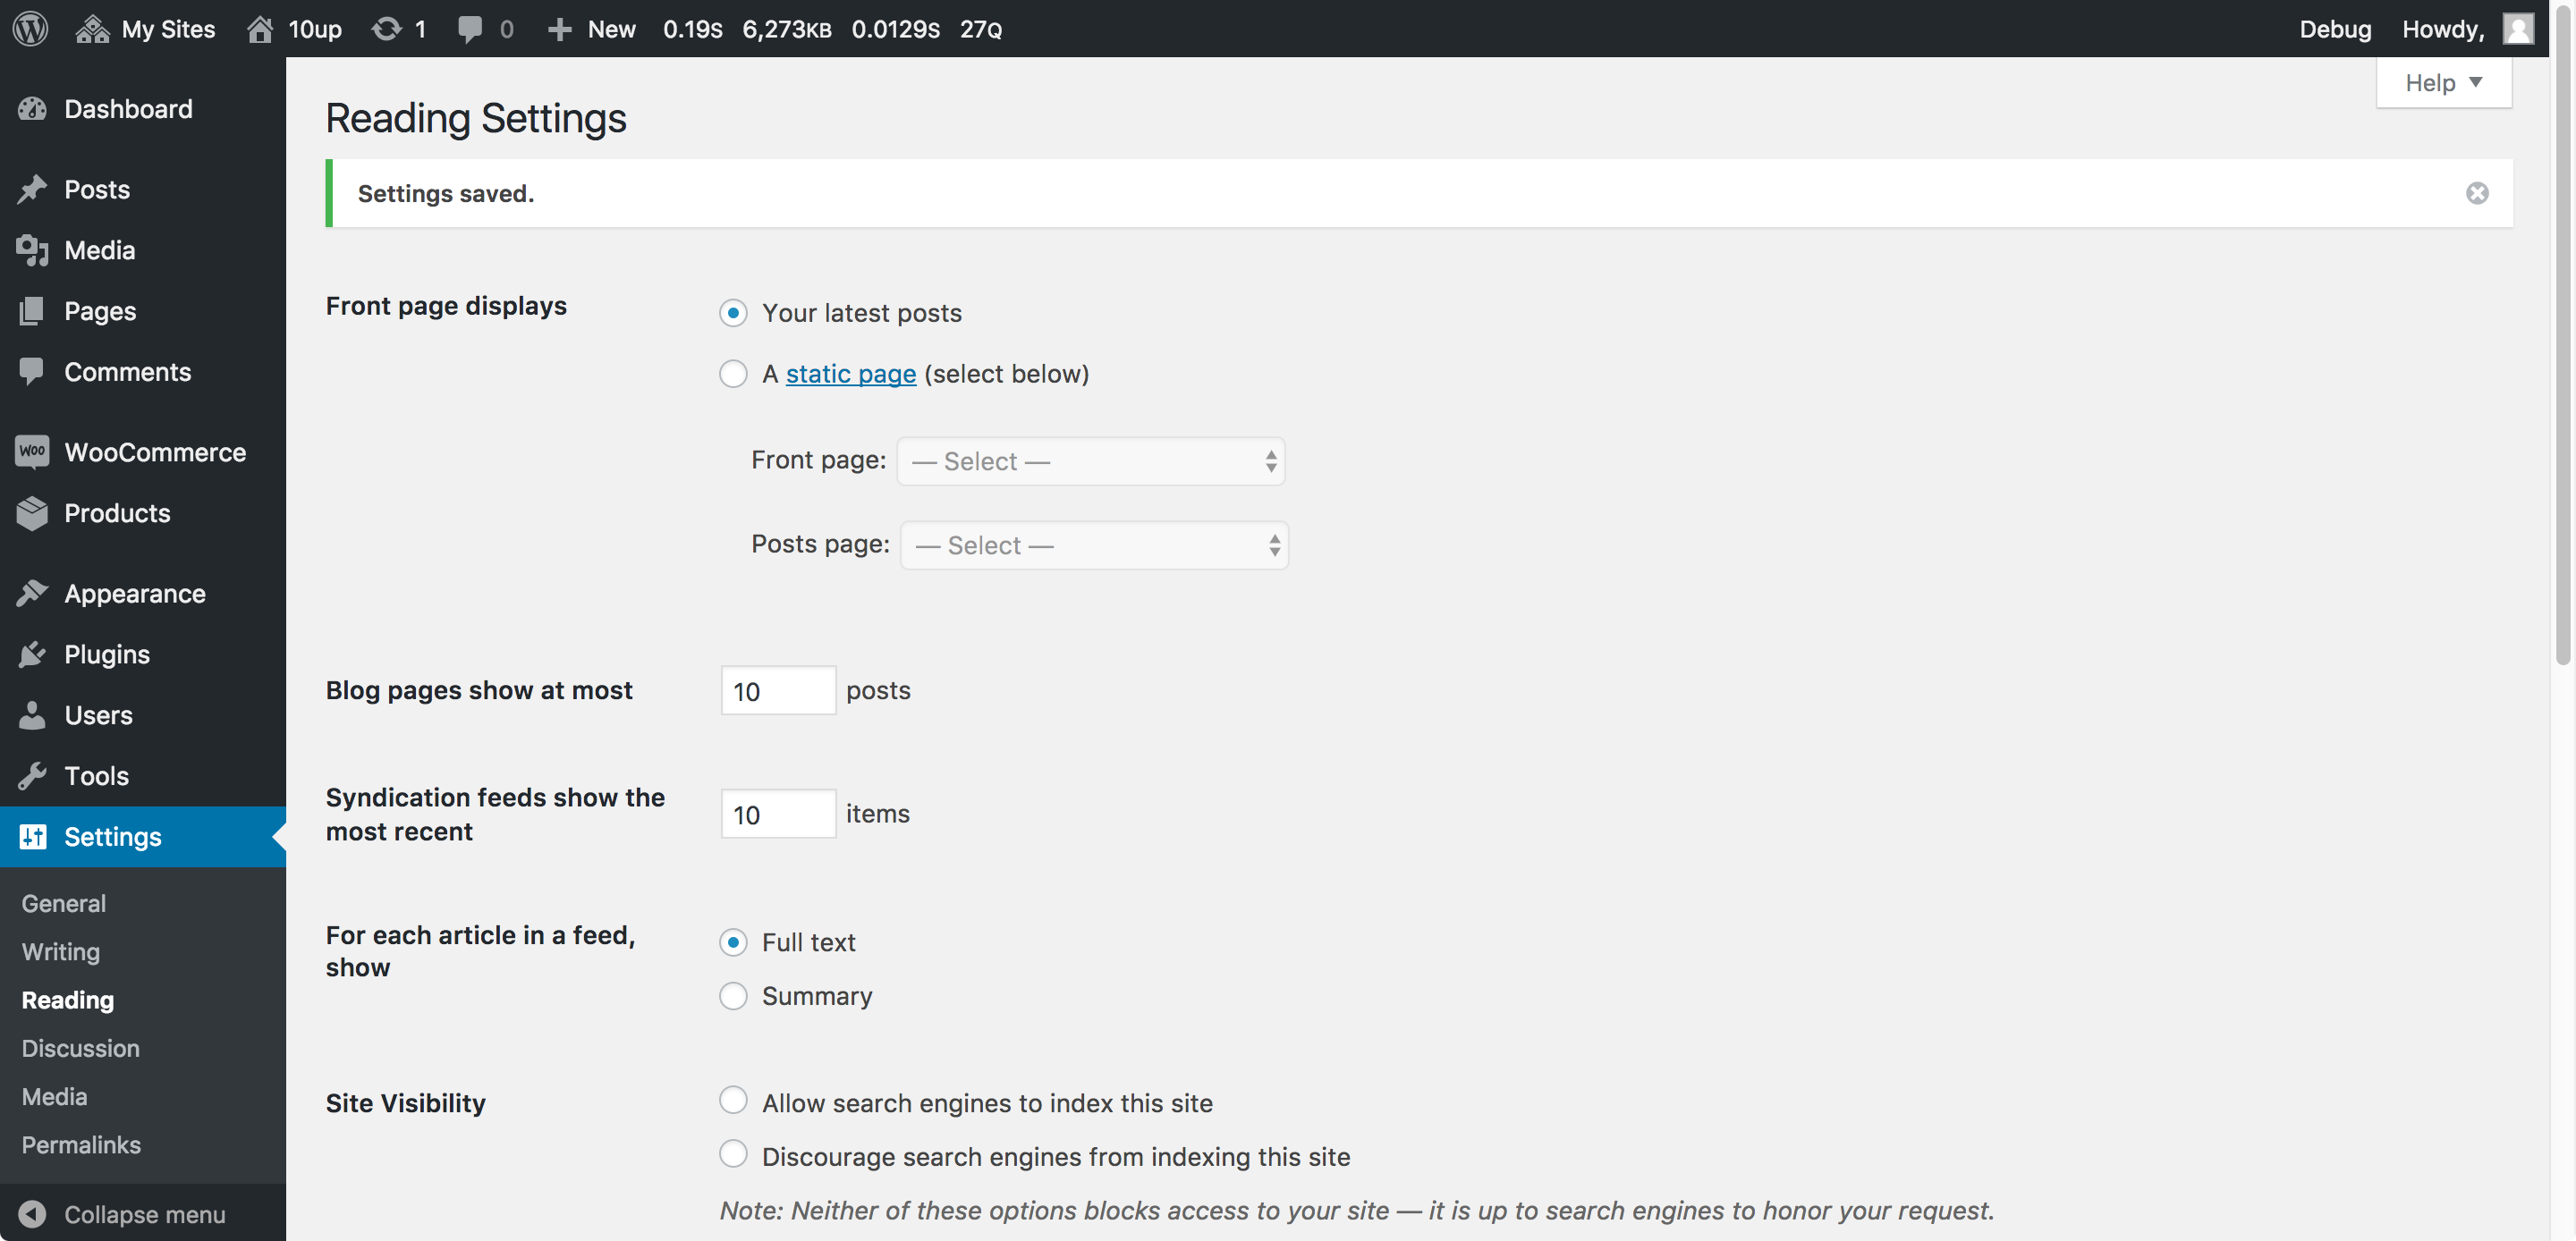 My Sites 10up 1 0 New 0.19s 6,273KB 0.0129s 27Q Debug Howdy,
Help
Dashboard
Posts
Media
Pages
Comments
Woo WooCommerce
Products
Appearance
Plugins
Users
Tools
Settings
General
Writing
Reading
Discussion
Media
Permalinks
Collapse menu
Reading Settings
Settings saved.
Front page displays
Your latest posts
A static page (select below)
Front page: — Select —
Posts page: — Select —
Blog pages show at most 10 posts
Syndication feeds show the
most recent
10 items
For each article in a feed,
show
Full text
Summary
Site Visibility
Allow search engines to index this site
Discourage search engines from indexing this site
Note: Neither of these options blocks access to your site — it is up to search engines to honor your request.